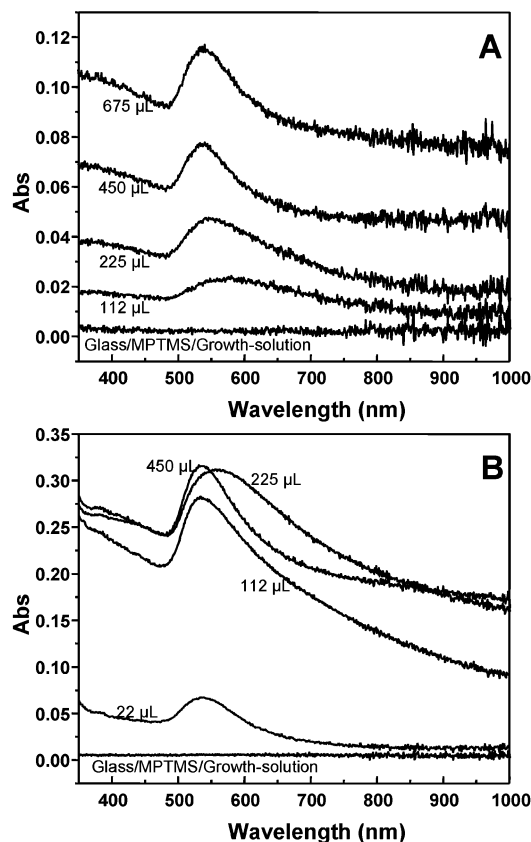 A
0.12
0.10
0.08
0.06
0.04
0.02
0.00
Abs
675 µL
450 µL
225 µL
112 µL
Glass/MPTMS/Growth-solution
400 500 600 700 800 900 1000
Wavelength (nm)
B
0.35
0.30
0.25
0.20
0.15
0.10
0.05
0.00
Abs
450 µL
225 µL
112 µL
22 µL
Glass/MPTMS/Growth-solution
400 500 600 700 800 900 1000
Wavelength (nm)